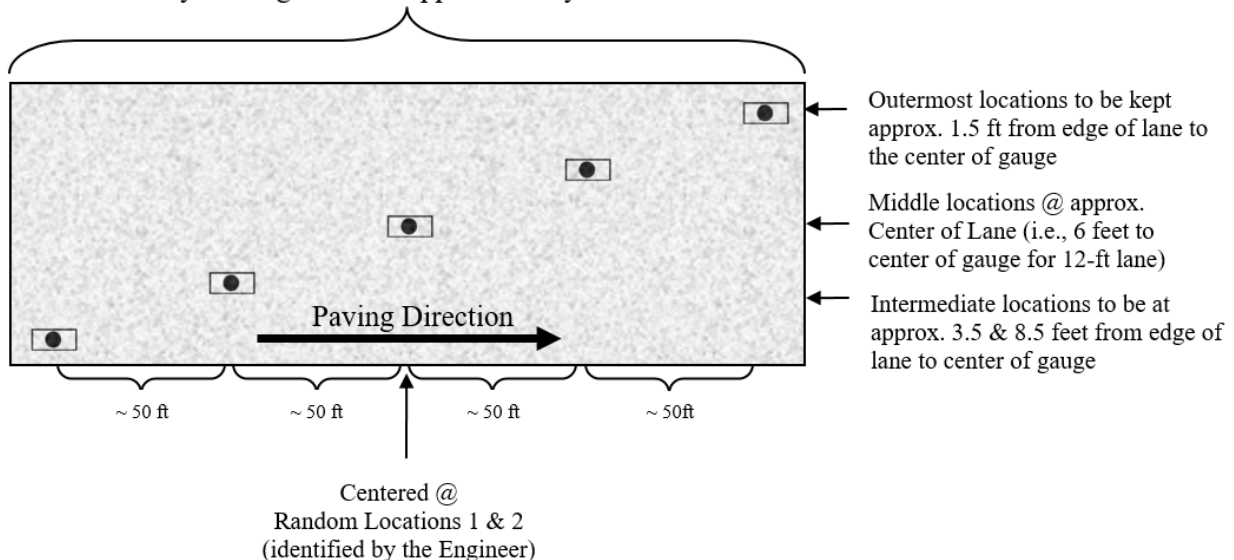 Outermost locations to be kept
approx. 1.5 ft from edge of lane to
the center of gauge
Middle locations @ approx.
Center of Lane (i.e., 6 feet to
center of gauge for 12-ft lane)
Intermediate locations to be at
approx. 3.5 & 8.5 feet from edge of
lane to center of gauge
Paving Direction
~ 50 ft
~ 50 ft
~ 50 ft
~ 50ft
Centered @
Random Locations 1 & 2
(identified by the Engineer)